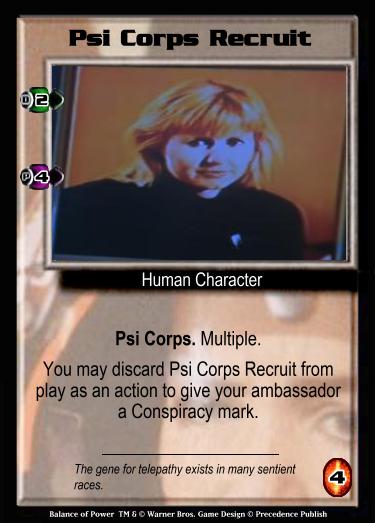 Psi Corps Recruit
D 2
P 4
Human Character
Psi Corps. Multiple.
You may discard Psi Corps Recruit from
play as an action to give your ambassador
a Conspiracy mark.
The gene for telepathy exists in many sentient
races.
4
Balance of Power TM & © Warner Bros. Game Design © Precedence Publish